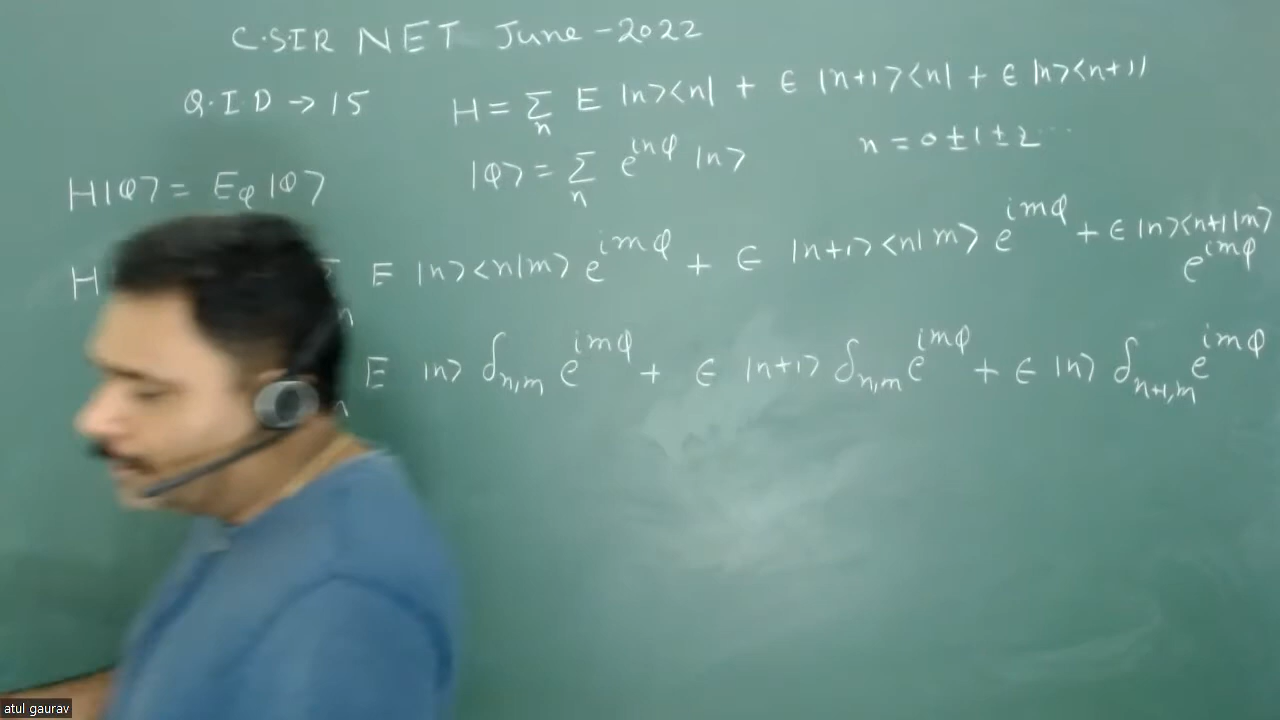 C.S.I.R NET June - 2022
Q.I.D → 15
H = Σ_n E |n><n| + ∈ |n+1><n| + ∈ |n><n+1|
n = 0 ±1 ±2 ...
|φ> = Σ_n e^{inφ} |n>
H|φ> = E_φ |φ>
H E |n><n|m> e^{imφ} + ∈ |n+1><n|m> e^{imφ} + ∈ |n><n+1|m> e^{imφ}
n
E |n> δ_{n,m} e^{imφ} + ∈ |n+1> δ_{n,m} e^{imφ} + ∈ |n> δ_{n+1,m} e^{imφ}
n
atul gaurav